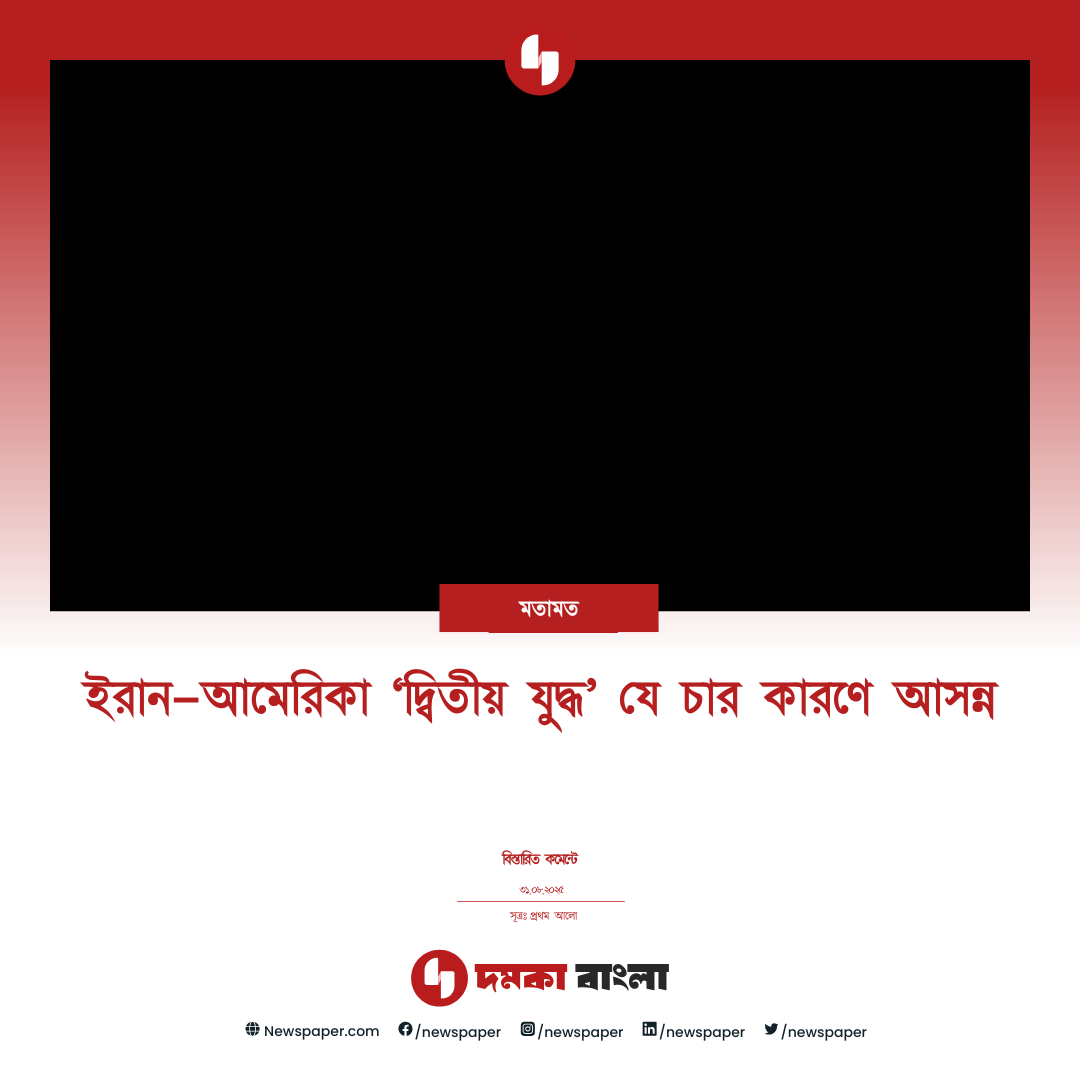 মতামত
ইরান–আমেরিকা ‘দ্বিতীয় যুদ্ধ’ যে চার কারণে আসন্ন
বিস্তারিত কমেন্টে
৩১.০৮.২০২৫
সূত্রঃ প্রথম আলো
দমকা বাংলা
Newspaper.com /newspaper /newspaper /newspaper /newspaper